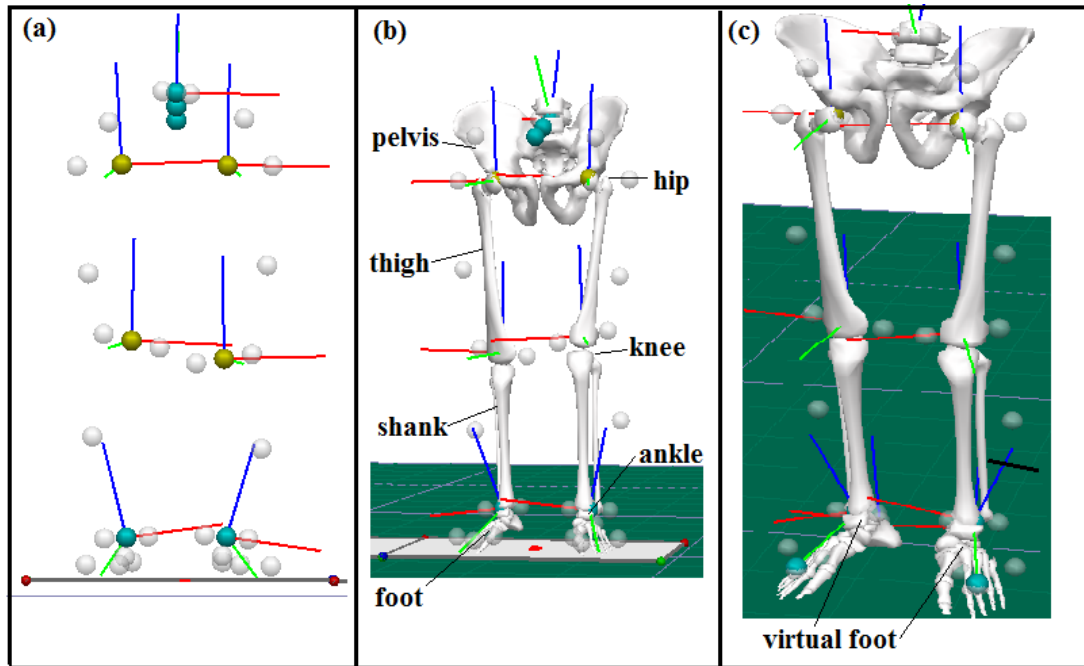 (a)
(b)
(c)
pelvis
hip
thigh
knee
shank
ankle
foot
virtual foot